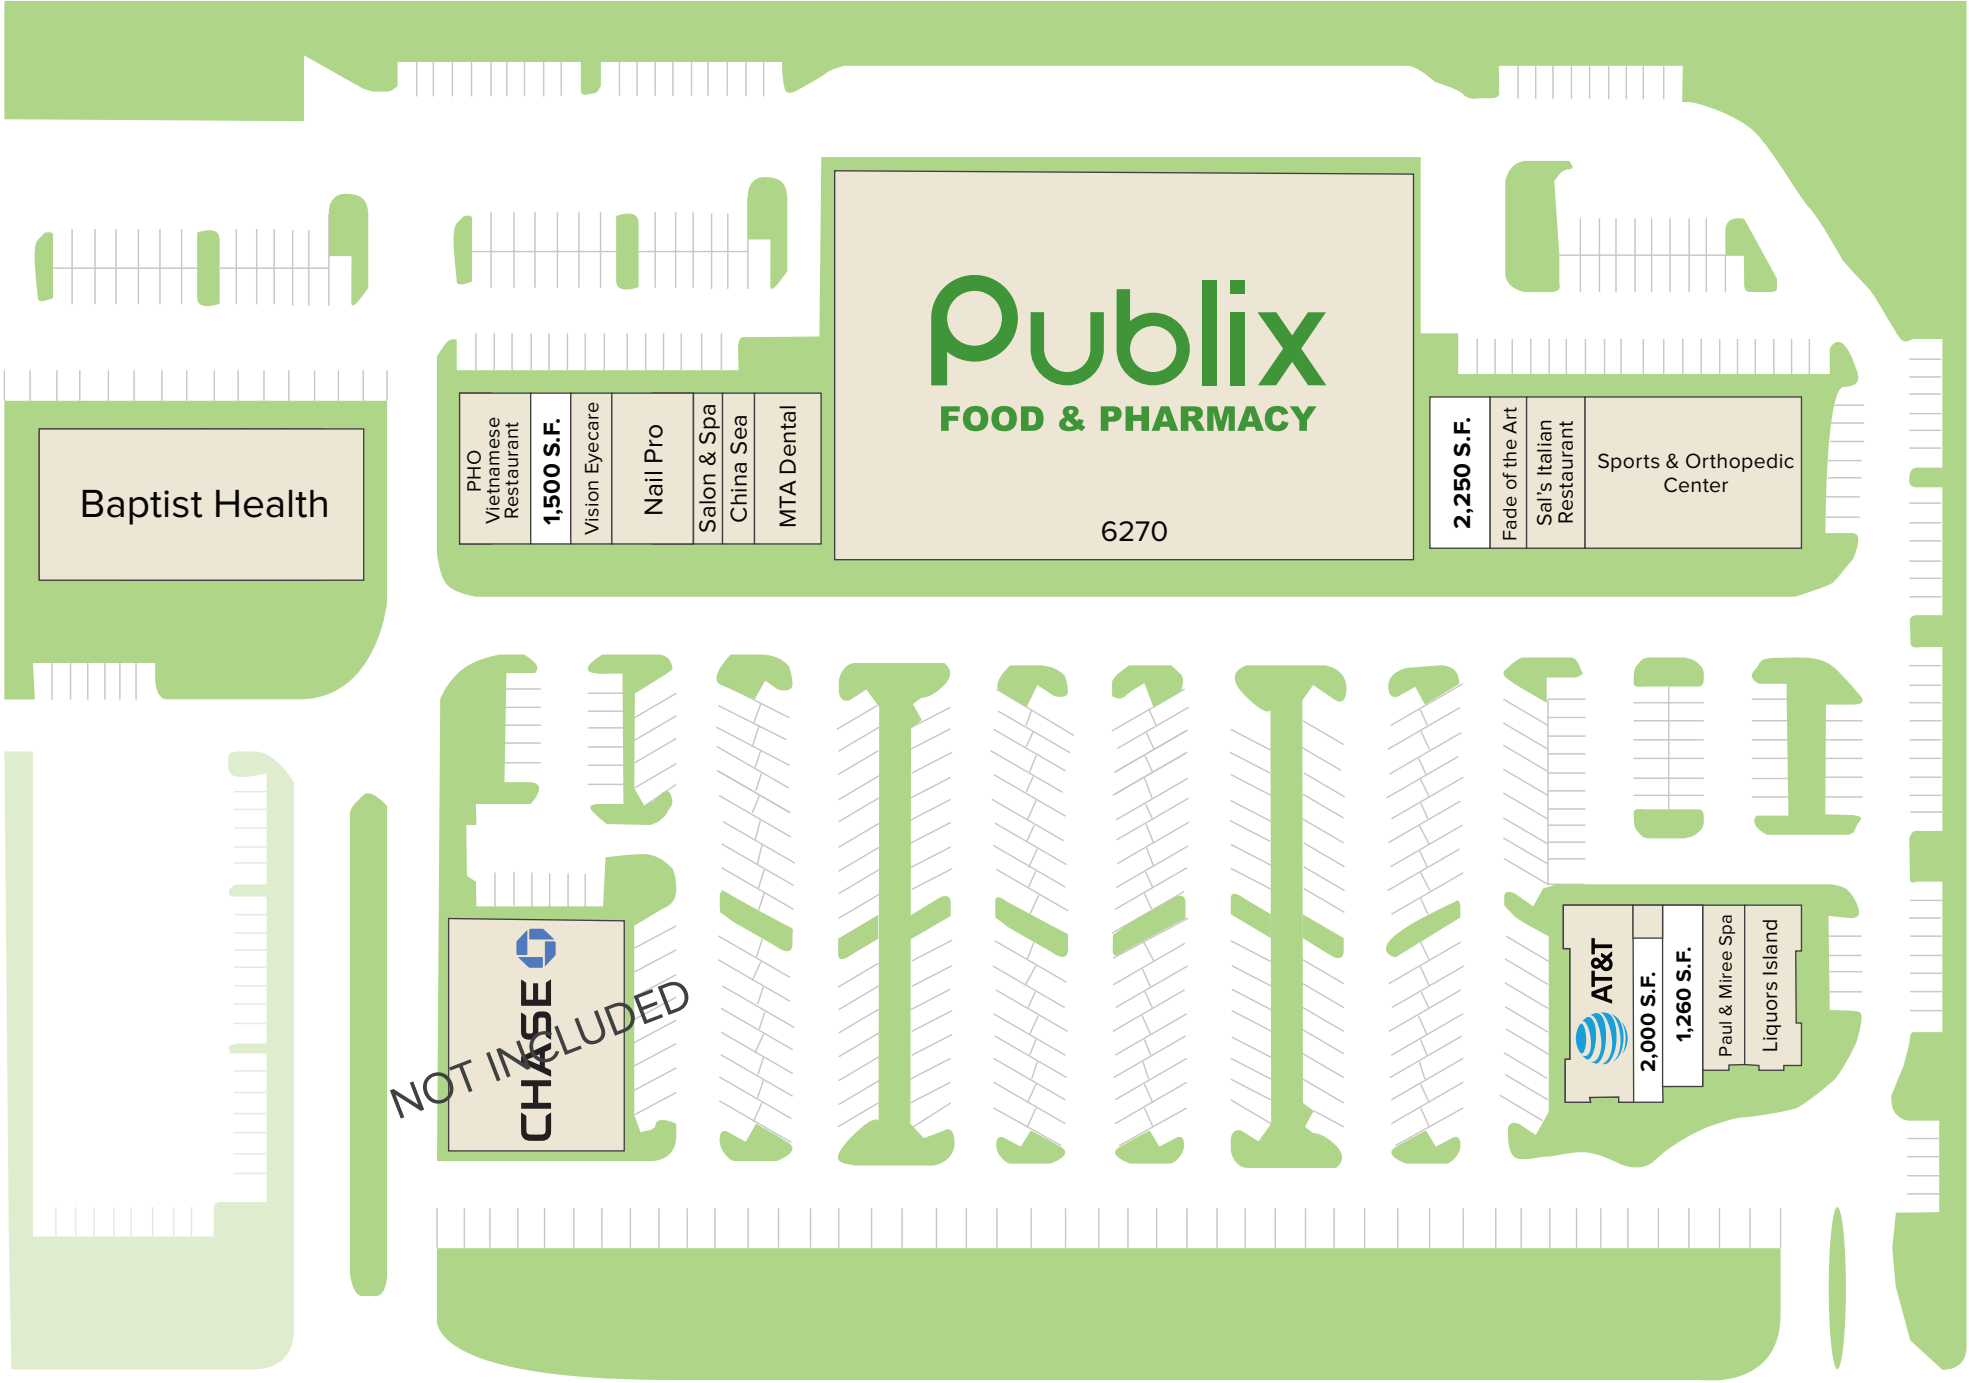 Publix
FOOD & PHARMACY
6270
Baptist Health
PHO
Vietnamese
Restaurant
1,500 S.F.
Vision Eyecare
Nail Pro
Salon & Spa
China Sea
MTA Dental
2,250 S.F.
Fade of the Art
Sal's Italian
Restaurant
Sports & Orthopedic
Center
CHASE
NOT INCLUDED
AT&T
2,000 S.F.
1,260 S.F.
Paul & Miree Spa
Liquors Island